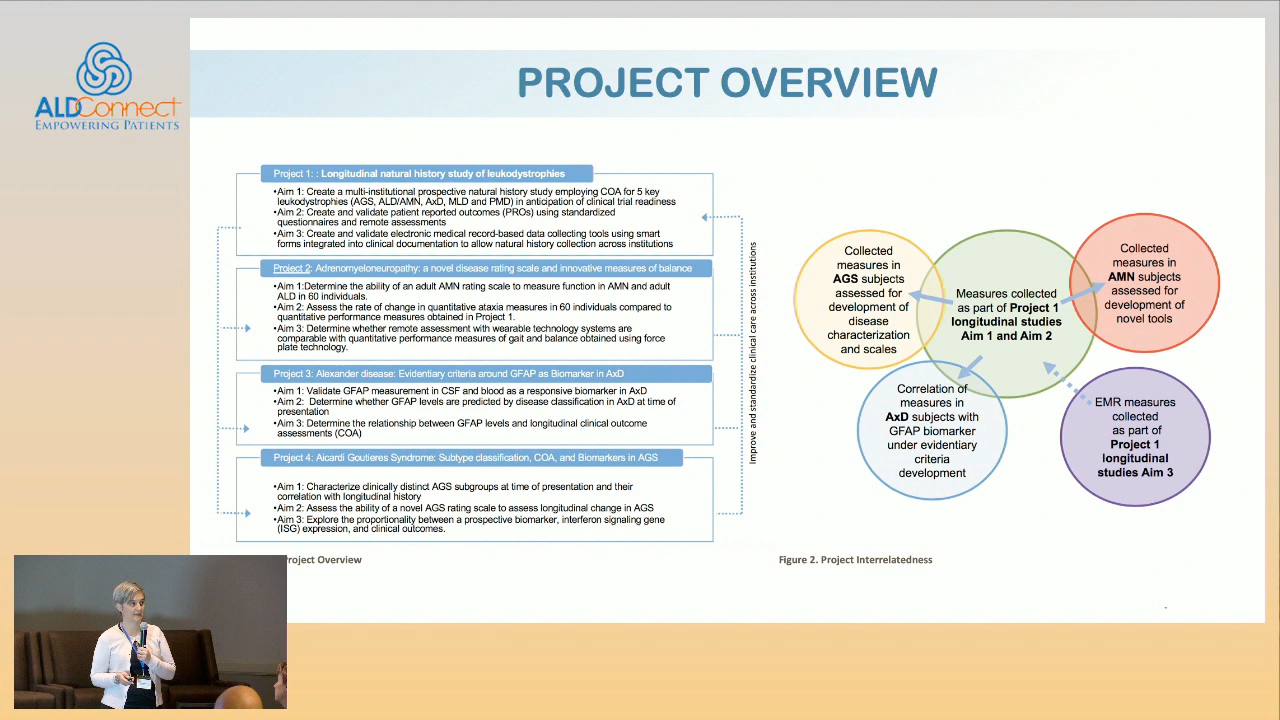 ALDConnect
EMPOWERING PATIENTS
PROJECT OVERVIEW
Project 1: : Longitudinal natural history study of leukodystrophies
•Aim 1: Create a multi-institutional prospective natural history study employing COA for 5 key
leukodystrophies (AGS, ALD/AMN, AxD, MLD and PMD) in anticipation of clinical trial readiness
•Aim 2: Create and validate patient reported outcomes (PROs) using standardized
questionnaires and remote assessments
•Aim 3: Create and validate electronic medical record-based data collecting tools using smart
forms integrated into clinical documentation to allow natural history collection across institutions
Project 2: Adrenomyeloneuropathy: a novel disease rating scale and innovative measures of balance
•Aim 1:Determine the ability of an adult AMN rating scale to measure function in AMN and adult
ALD in 60 individuals.
•Aim 2: Assess the rate of change in quantitative ataxia measures in 60 individuals compared to
quantitative performance measures obtained in Project 1.
•Aim 3: Determine whether remote assessment with wearable technology systems are
comparable with quantitative performance measures of gait and balance obtained using force
plate technology.
Project 3: Alexander disease: Evidentiary criteria around GFAP as Biomarker in AxD
•Aim 1: Validate GFAP measurement in CSF and blood as a responsive biomarker in AxD
•Aim 2: Determine whether GFAP levels are predicted by disease classification in AxD at time of
presentation
•Aim 3: Determine the relationship between GFAP levels and longitudinal clinical outcome
assessments (COA)
Project 4: Aicardi Goutieres Syndrome: Subtype classification, COA, and Biomarkers in AGS
•Aim 1: Characterize clinically distinct AGS subgroups at time of presentation and their
correlation with longitudinal history
•Aim 2: Assess the ability of a novel AGS rating scale to assess longitudinal change in AGS
•Aim 3: Explore the proportionality between a prospective biomarker, interferon signaling gene
(ISG) expression, and clinical outcomes.
Improve and standardize clinical care across institutions
Project Overview
Collected
measures in
AGS subjects
assessed for
development of
disease
characterization
and scales
Measures collected
as part of Project 1
longitudinal studies
Aim 1 and Aim 2
Collected
measures in
AMN subjects
assessed for
development of
novel tools
Correlation of
measures in
AxD subjects with
GFAP biomarker
under evidentiary
criteria
development
EMR measures
collected
as part of
Project 1
longitudinal
studies Aim 3
Figure 2. Project Interrelatedness